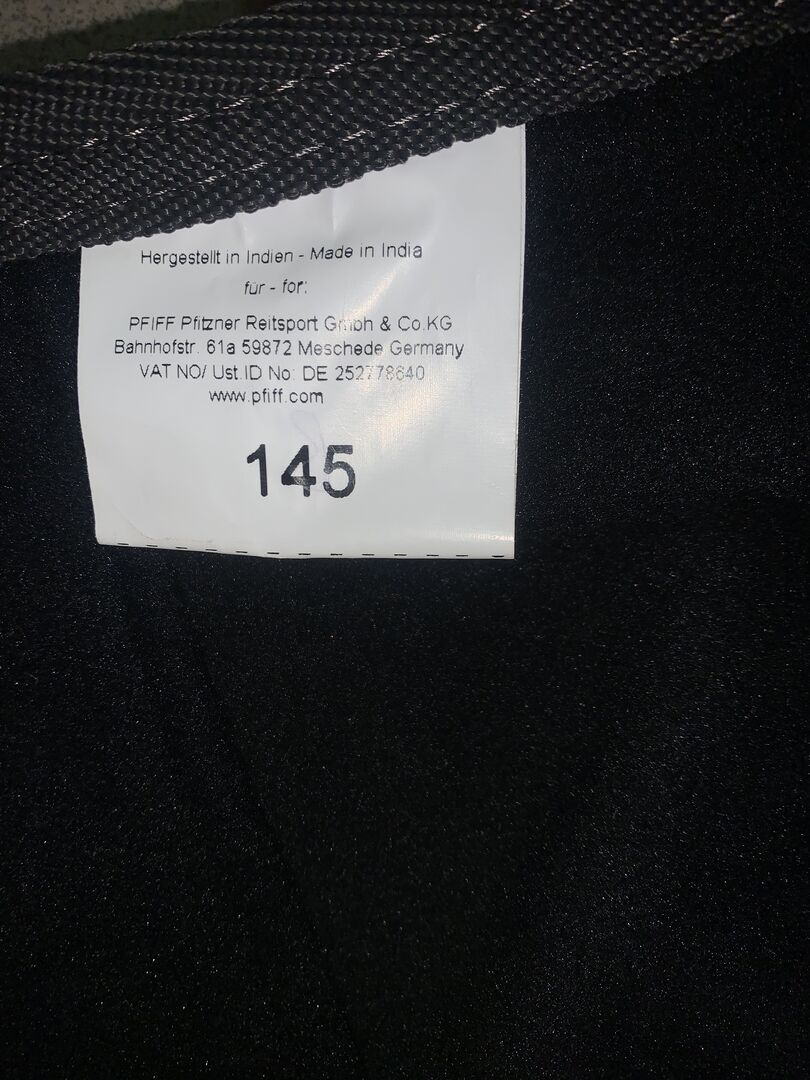 Hergestellt in Indien - Made in India
für - for:
PFIFF Pfitzner Reitsport Gmbh & Co.KG
Bahnhofstr. 61a 59872 Meschede Germany
VAT NO/ Ust.ID No: DE 252778640
www.pfiff.com
145